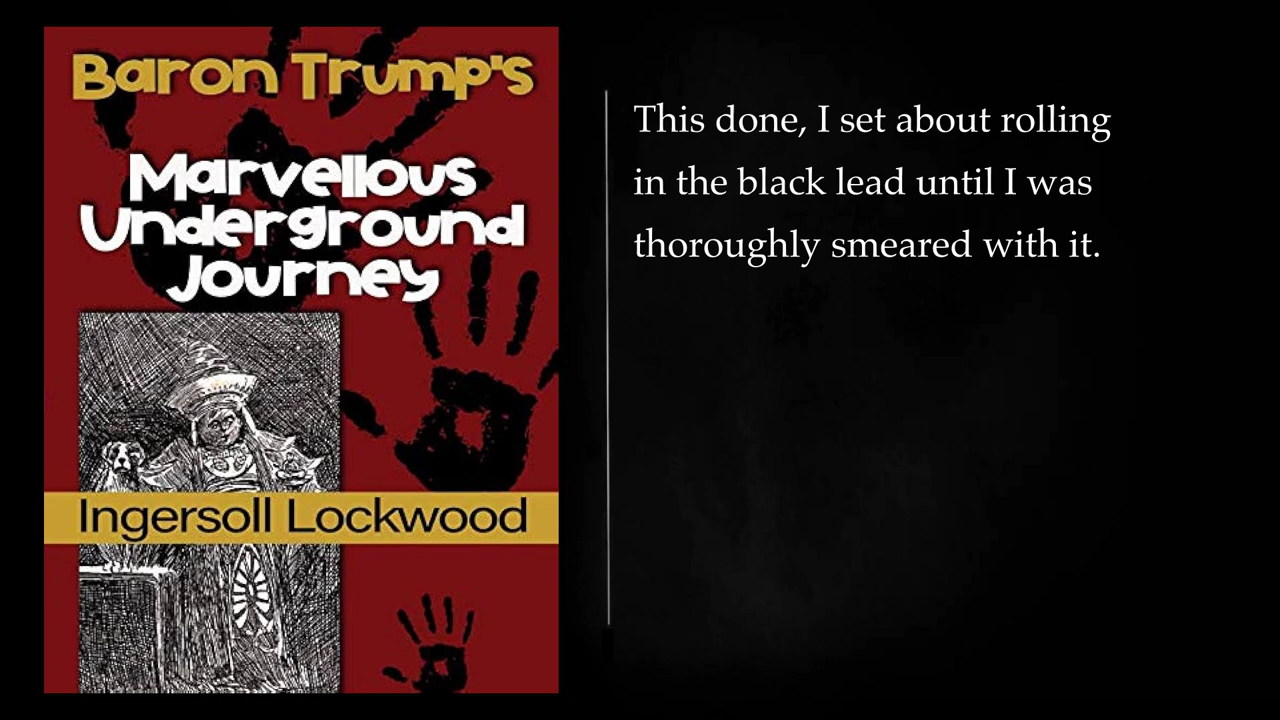 Baron Trump's
Marvellous
Underground
Journey
Ingersoll Lockwood
This done, I set about rolling
in the black lead until I was
thoroughly smeared with it.